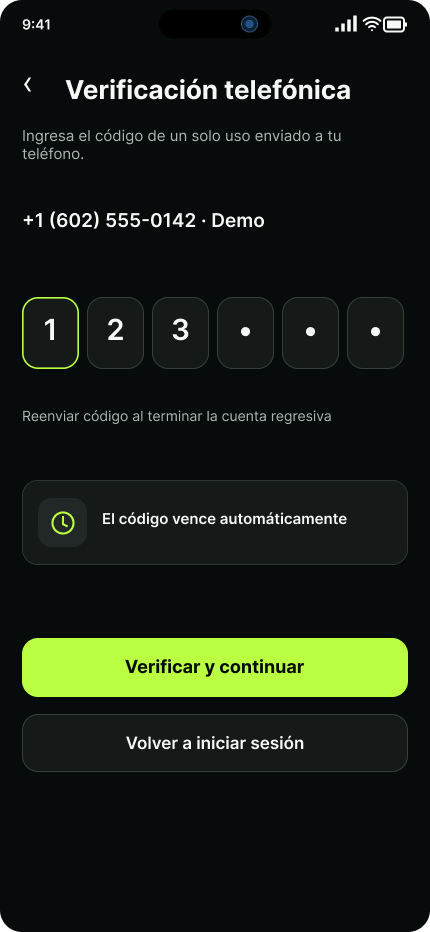 9:41
Verificación telefónica
Ingresa el código de un solo uso enviado a tu
teléfono.
+1 (602) 555-0142 · Demo
1 2 3 • • •
Reenviar código al terminar la cuenta regresiva
El código vence automáticamente
Verificar y continuar
Volver a iniciar sesión